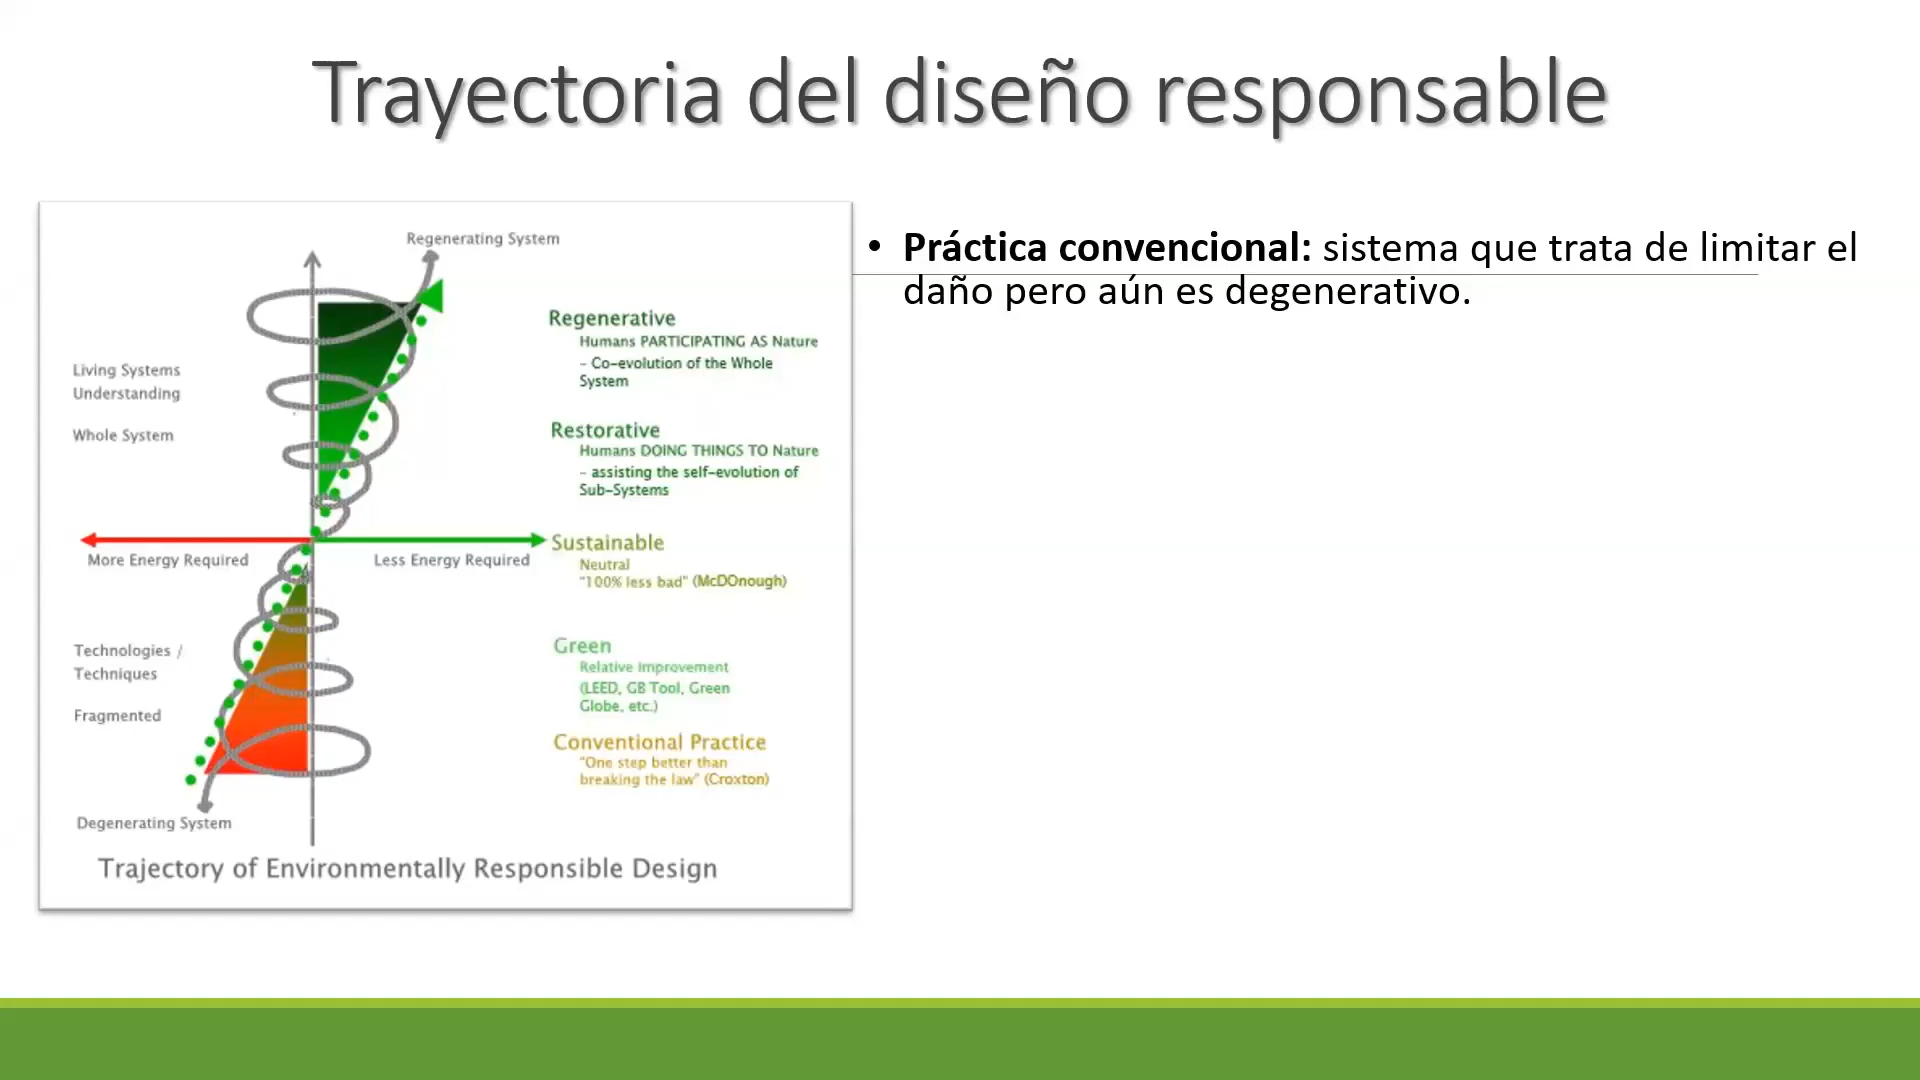 Trayectoria del diseño responsable
Regenerating System
Living Systems
Understanding
Whole System
More Energy Required
Less Energy Required
Technologies /
Techniques
Fragmented
Degenerating System
Regenerative
Humans PARTICIPATING AS Nature
- Co-evolution of the Whole
System
Restorative
Humans DOING THINGS TO Nature
- assisting the self-evolution of
Sub-Systems
Sustainable
Neutral
"100% less bad" (McDOnough)
Green
Relative Improvement
(LEED, GB Tool, Green
Globe, etc.)
Conventional Practice
"One step better than
breaking the law" (Croxton)
Trajectory of Environmentally Responsible Design
• Práctica convencional: sistema que trata de limitar el
daño pero aún es degenerativo.